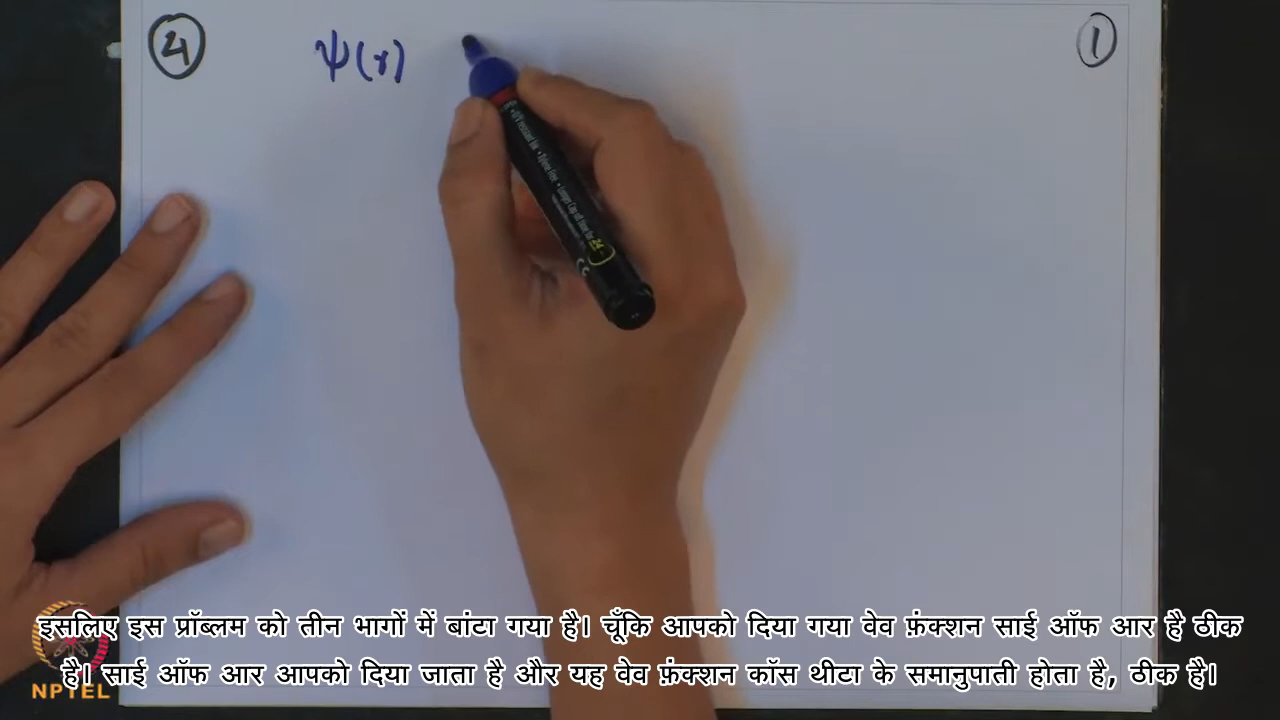 ④ ψ(r) ①
इसलिए इस प्रॉब्लम को तीन भागों में बांटा गया है। चूँकि आपको दिया गया वेव फ़ंक्शन साई ऑफ आर है ठीक
है। साई ऑफ आर आपको दिया जाता है और यह वेव फ़ंक्शन कॉस थीटा के समानुपाती होता है, ठीक है।
NPTEL